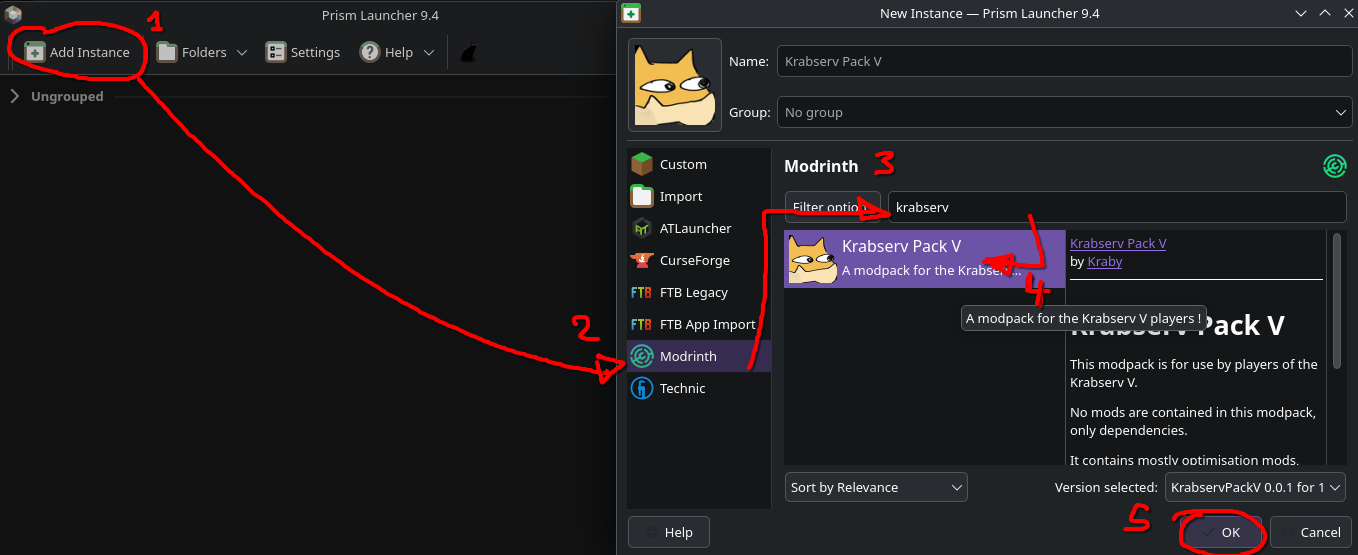 Prism Launcher 9.4
1
Add Instance
Folders
Settings
Help
Ungrouped
New Instance — Prism Launcher 9.4
Name:
Krabserv Pack V
Group:
No group
Custom
Import
ATLauncher
CurseForge
FTB
FTB Legacy
FTB
FTB App Import
2
Modrinth
Technic
Modrinth
3
Filter option
krabserv
Krabserv Pack V
A modpack for the Krabserv...
4
Krabserv Pack V
by Kraby
A modpack for the Krabserv V players !
Krabserv Pack V
This modpack is for use by players of the
Krabserv V.
No mods are contained in this modpack,
only dependencies.
It contains mostly optimisation mods,
Sort by Relevance
Version selected:
KrabservPackV 0.0.1 for 1
Help
5
OK
Cancel